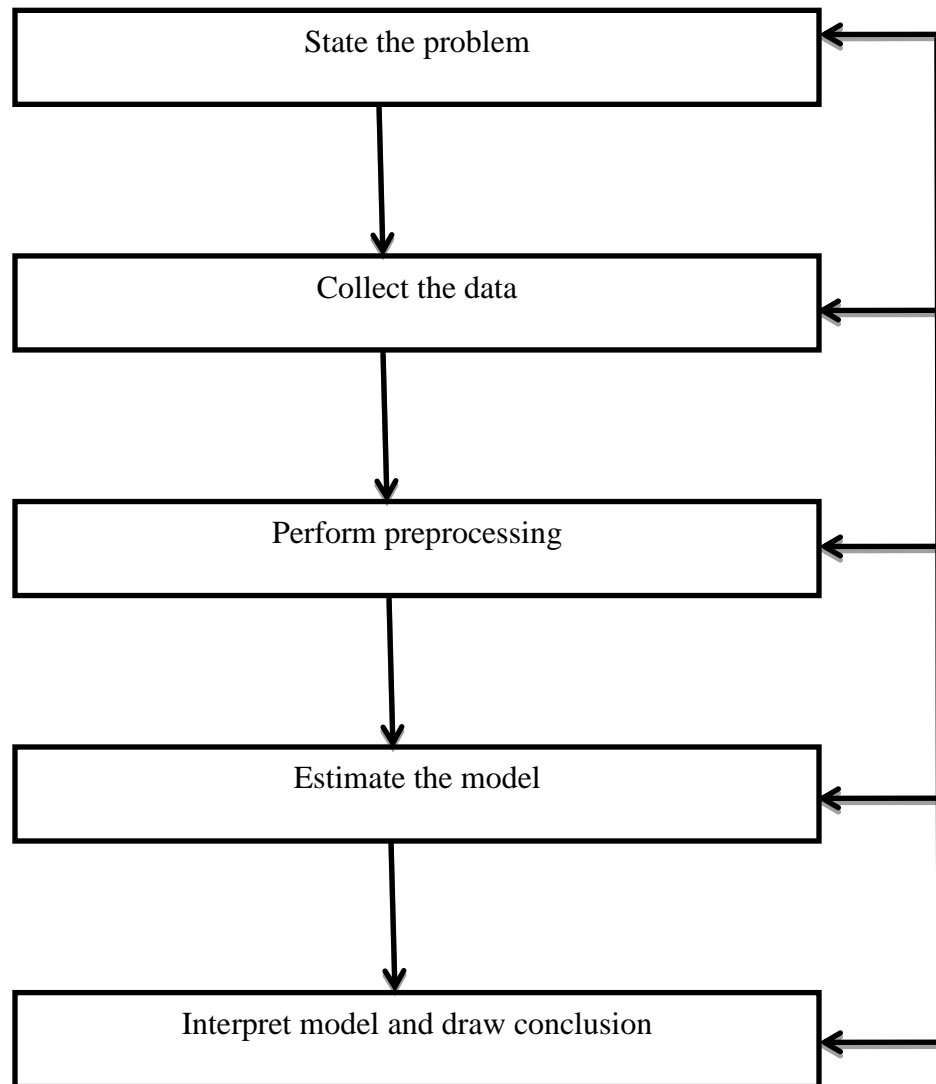 State the problem
Collect the data
Perform preprocessing
Estimate the model
Interpret model and draw conclusion